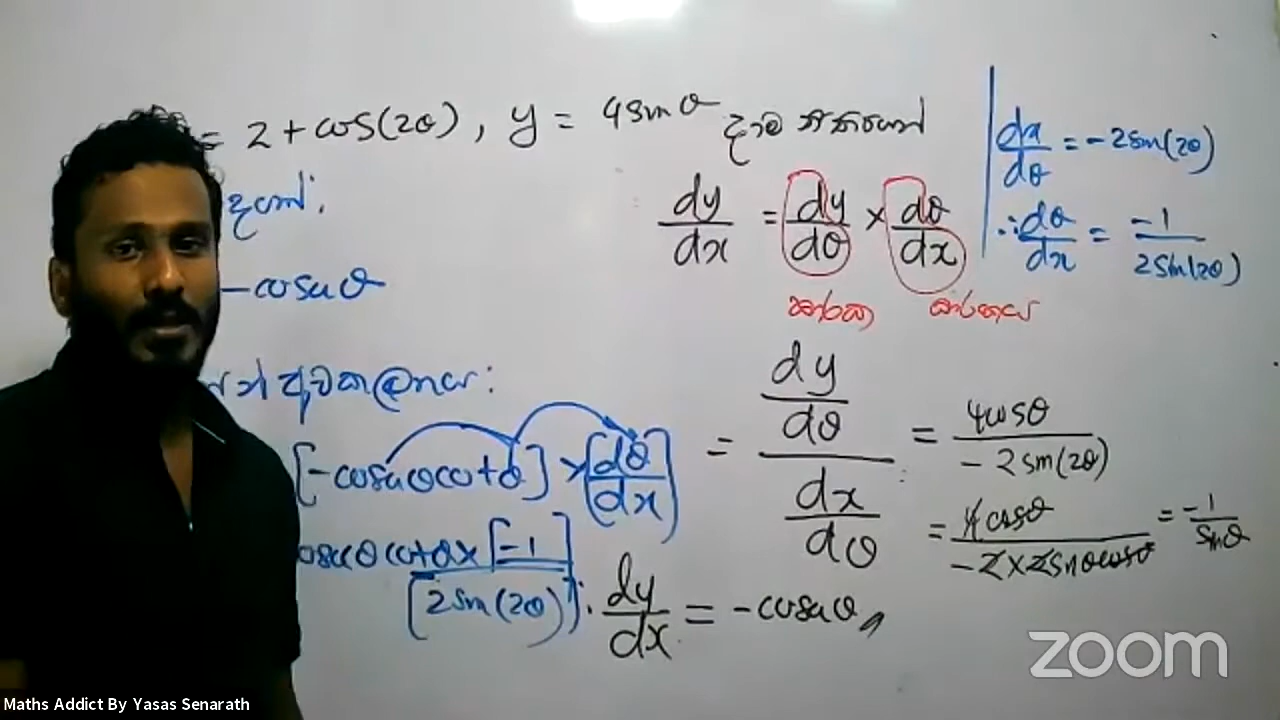 = 2 + cos(2θ), y = 4sinθ දාම නිසා
dy/dx = dy/dθ × dθ/dx
dx/dθ = -2sin(2θ)
∴ dθ/dx = -1/2sin(2θ)
-cosecθ
= dy/dθ / dx/dθ = 4cosθ / -2sin(2θ)
= 4cosθ / -2×2sinθcosθ = -1/sinθ
[-cosecθcotθ] × [dθ/dx]
cosecθcotθ × [-1/2sin(2θ)]
∴ dy/dx = -cosecθ
zoom
Maths Addict By Yasas Senarath